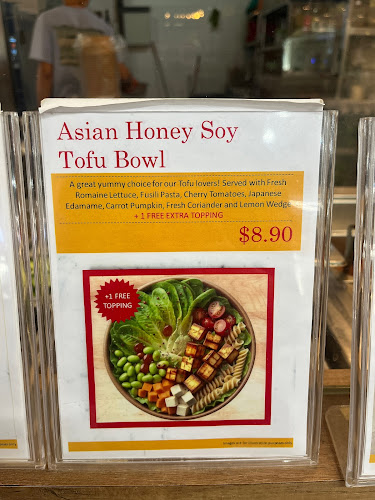 Asian Honey Soy
Tofu Bowl
A great yummy choice for our Tofu lovers! Served with Fresh
Romaine Lettuce, Fusili Pasta, Cherry Tomatoes, Japanese
Edamame, Carrot Pumpkin, Fresh Coriander and Lemon Wedge
+ 1 FREE EXTRA TOPPING
$8.90
+1 FREE
TOPPING